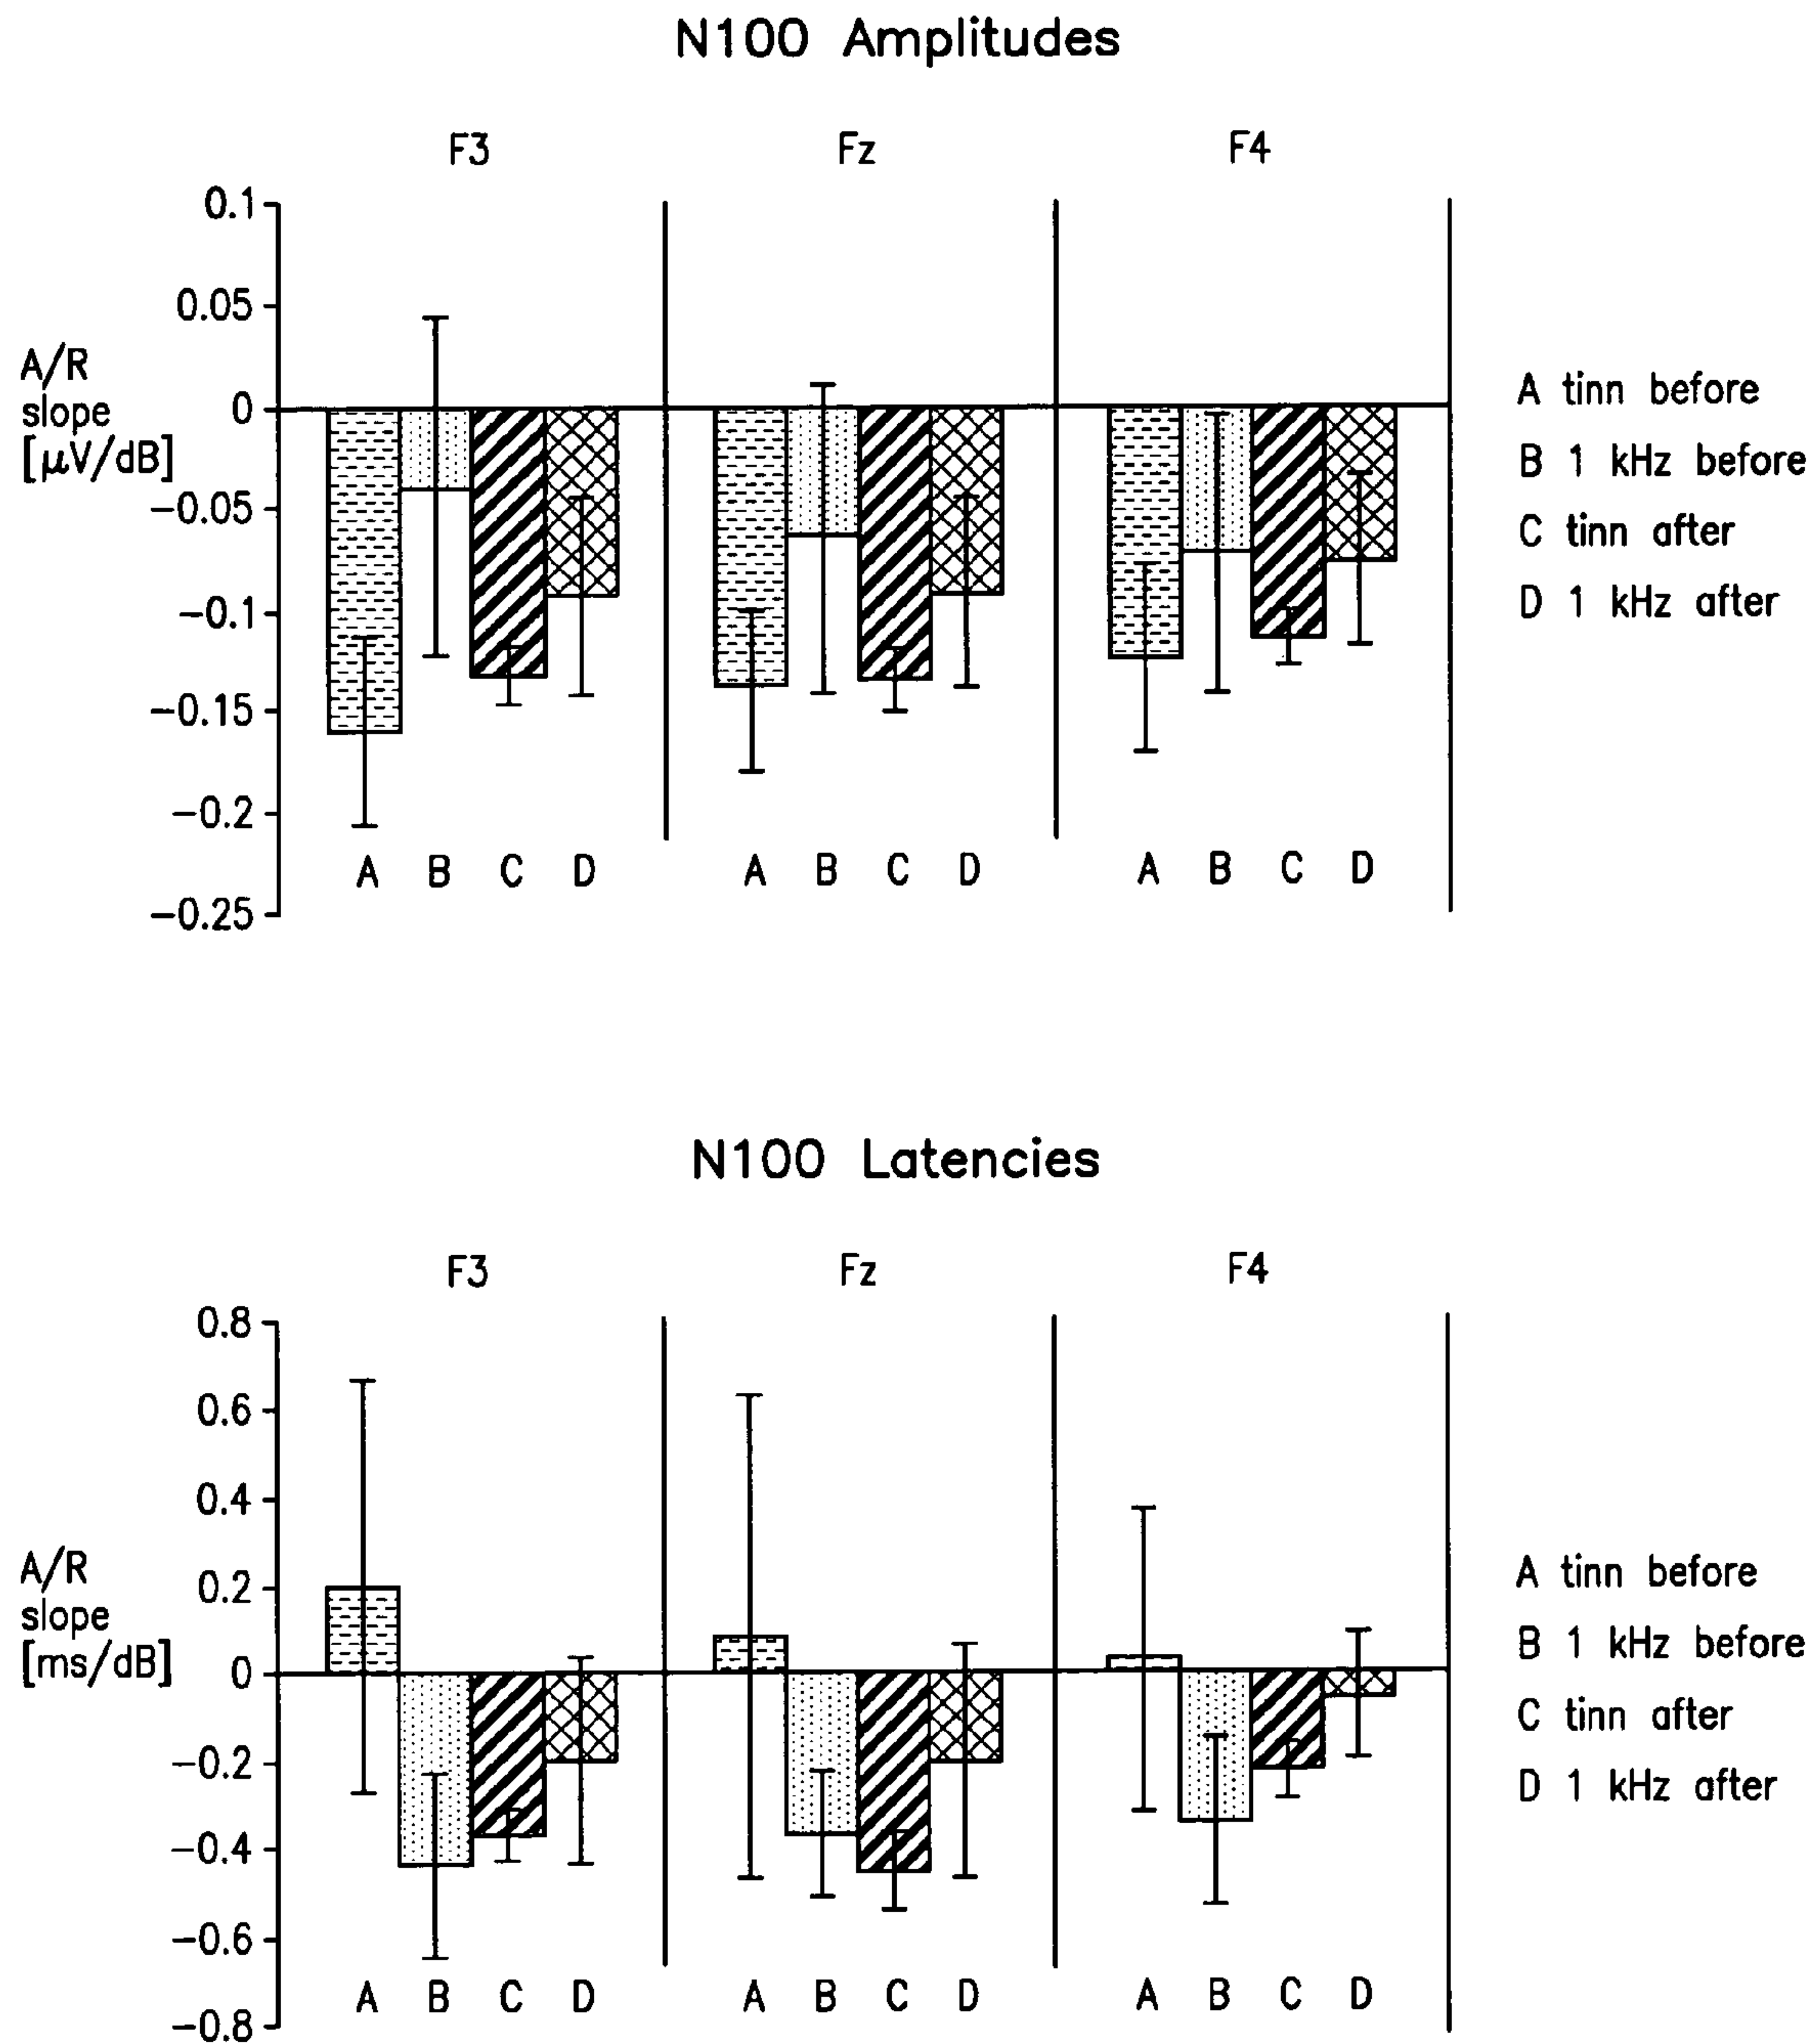 N100 Amplitudes
F3 Fz F4
0.1
0.05
0
−0.05
−0.1
−0.15
−0.2
−0.25
A/R
slope
[μV/dB]
A B C D A B C D A B C D
A tinn before
B 1 kHz before
C tinn after
D 1 kHz after
N100 Latencies
F3 Fz F4
0.8
0.6
0.4
0.2
0
−0.2
−0.4
−0.6
−0.8
A/R
slope
[ms/dB]
A B C D A B C D A B C D
A tinn before
B 1 kHz before
C tinn after
D 1 kHz after